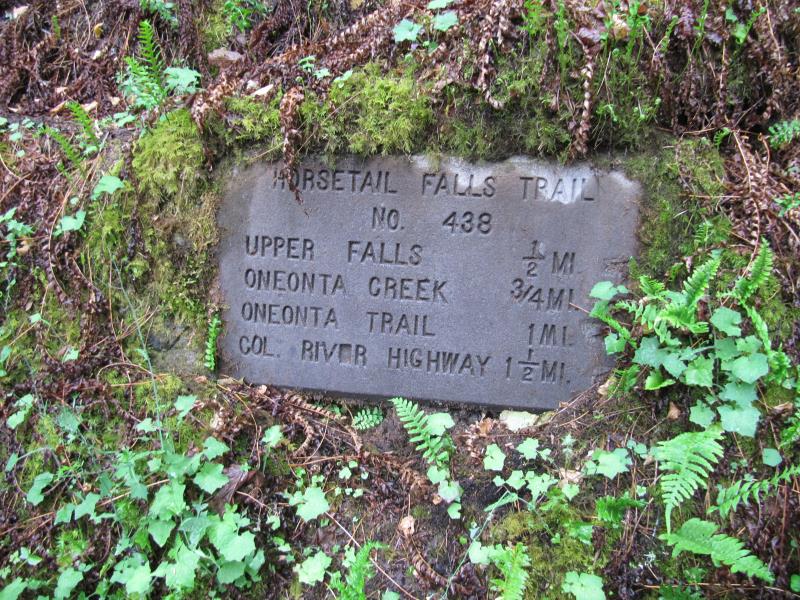 HORSETAIL FALLS TRAIL
NO. 438
UPPER FALLS 1/2 MI.
ONEONTA CREEK 3/4 MI.
ONEONTA TRAIL 1 MI.
COL. RIVER HIGHWAY 1 1/2 MI.